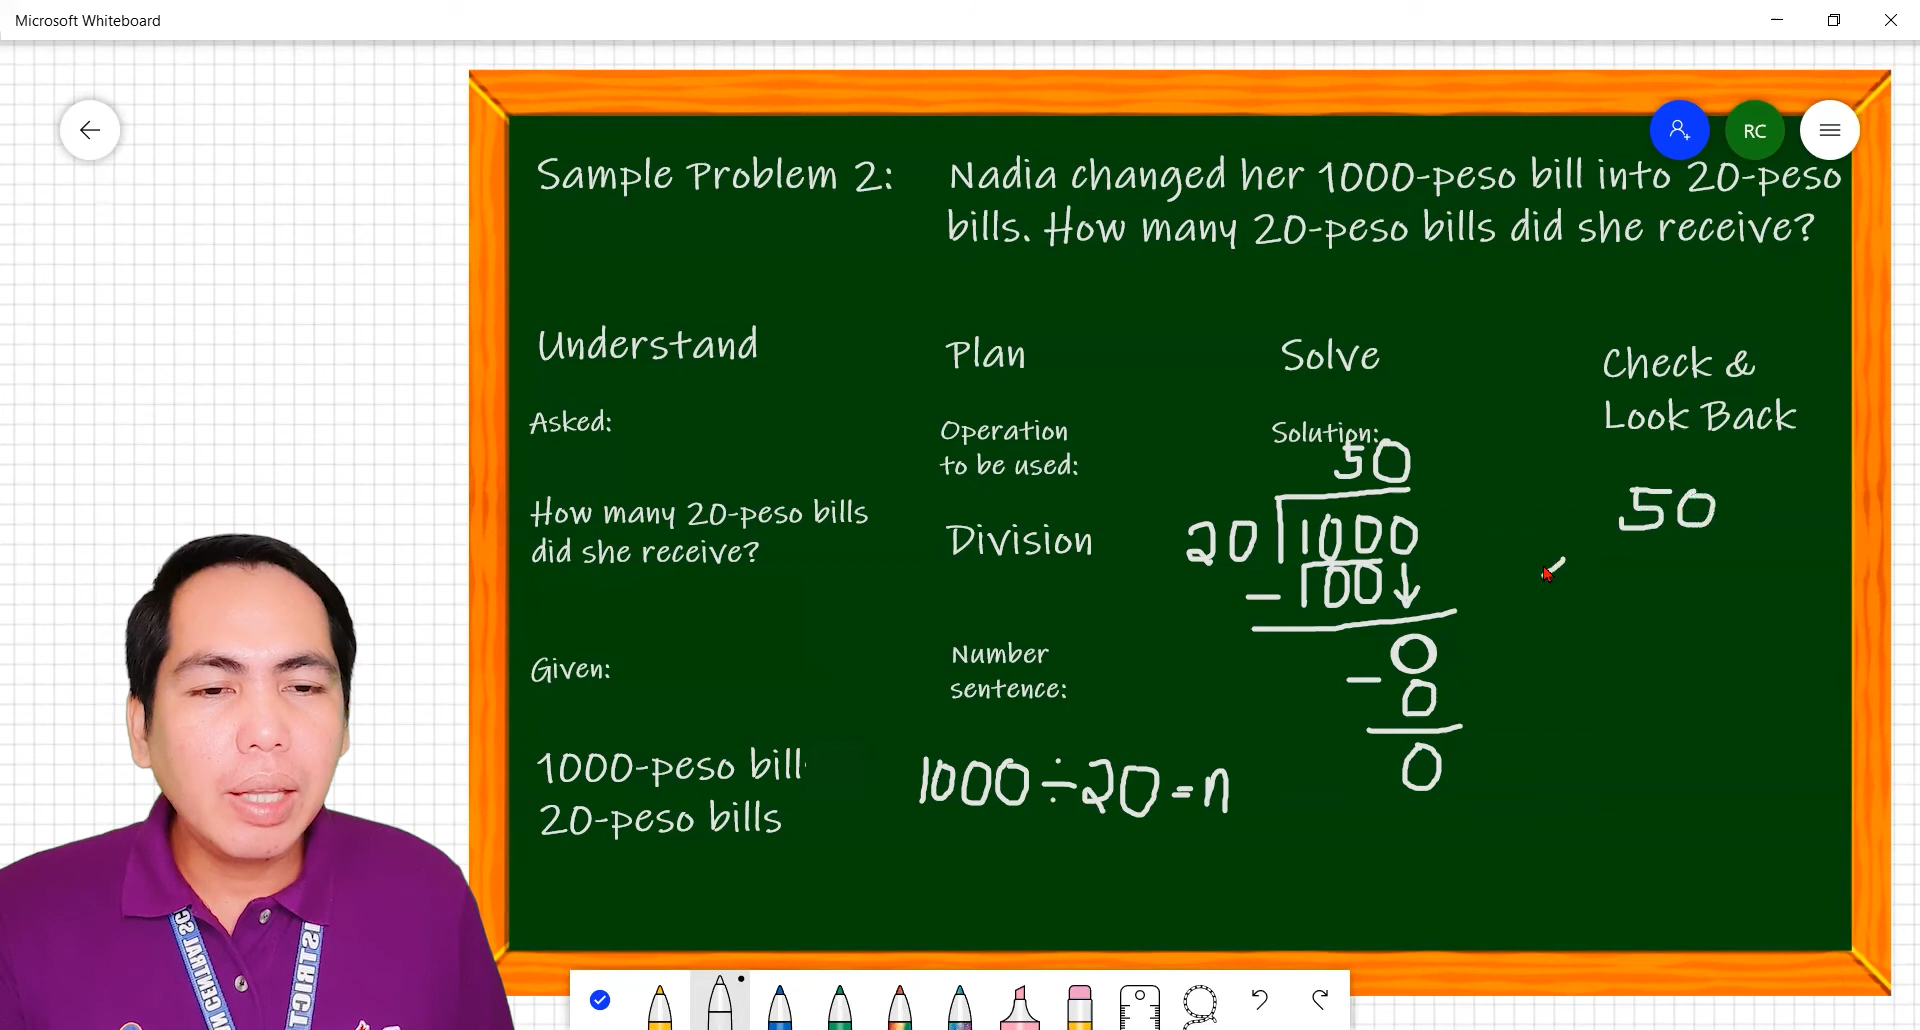 Microsoft Whiteboard
RC
Sample Problem 2:
Nadia changed her 1000-peso bill into 20-peso
bills. How many 20-peso bills did she receive?
Understand
Asked:
How many 20-peso bills
did she receive?
Given:
1000-peso bill
20-peso bills
Plan
Operation
to be used:
Division
Number
sentence:
1000÷20=n
Solve
Solution:
50
20 1000
- 100↓
0
- 0
0
Check &
Look Back
50